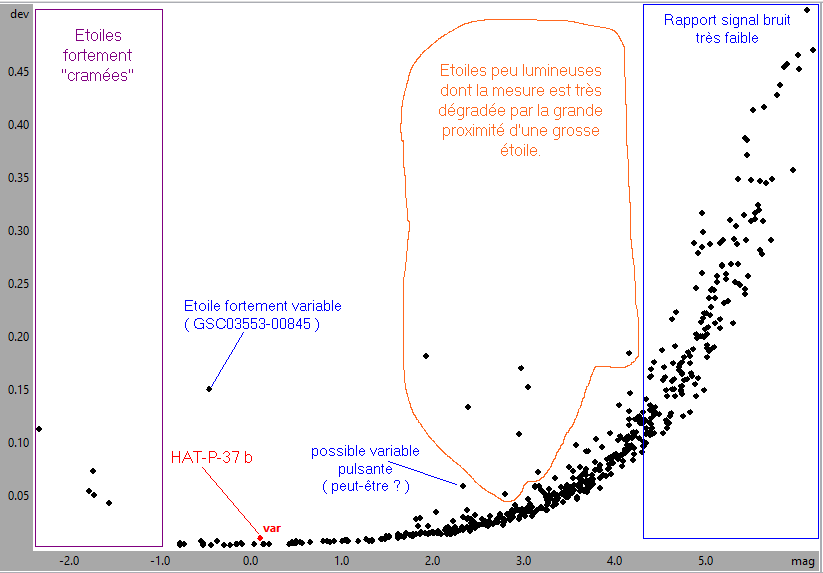 dev
Etoiles
fortement
"cramées"
Etoiles peu lumineuses
dont la mesure est très
dégradée par la grande
proximité d'une grosse
étoile.
Rapport signal bruit
très faible
0.45
0.40
0.35
0.30
0.25
0.20
0.15
0.10
0.05
Etoile fortement variable
( GSC03553-00845 )
HAT-P-37 b
var
possible variable
pulsante
( peut-être ? )
-2.0 -1.0 0.0 1.0 2.0 3.0 4.0 5.0 mag